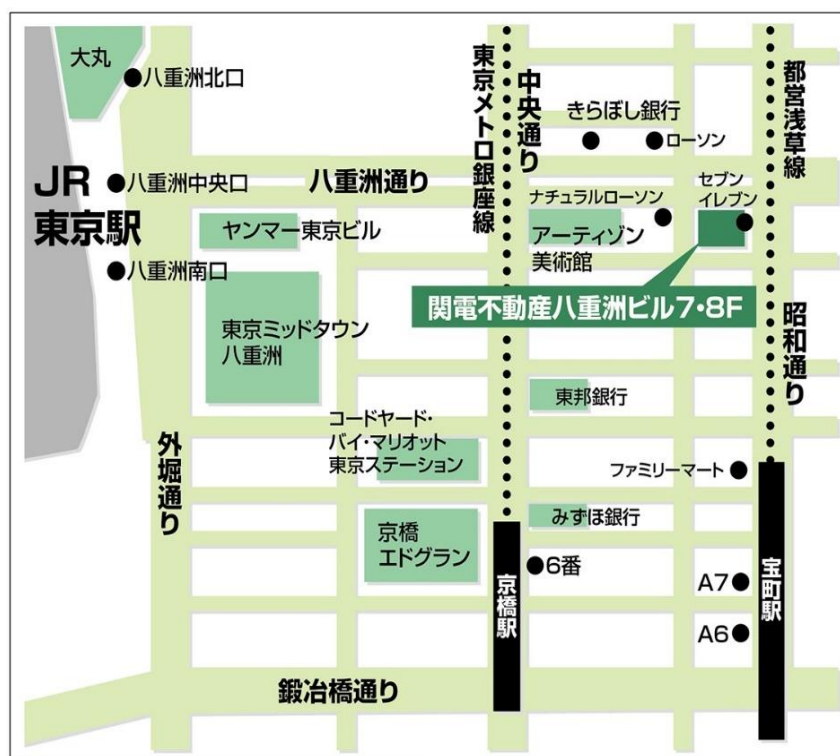 大丸
八重洲北口
JR
東京駅
八重洲中央口
八重洲南口
八重洲通り
ヤンマー東京ビル
東京ミッドタウン
八重洲
外堀通り
コードヤード・
バイ・マリオット
東京ステーション
京橋
エドグラン
鍛冶橋通り
東京メトロ銀座線
中央通り
きらぼし銀行
ローソン
ナチュラルローソン
アーティゾン
美術館
セブン
イレブン
都営浅草線
関電不動産八重洲ビル7・8F
昭和通り
東邦銀行
ファミリーマート
みずほ銀行
6番
京橋駅
A7
A6
宝町駅